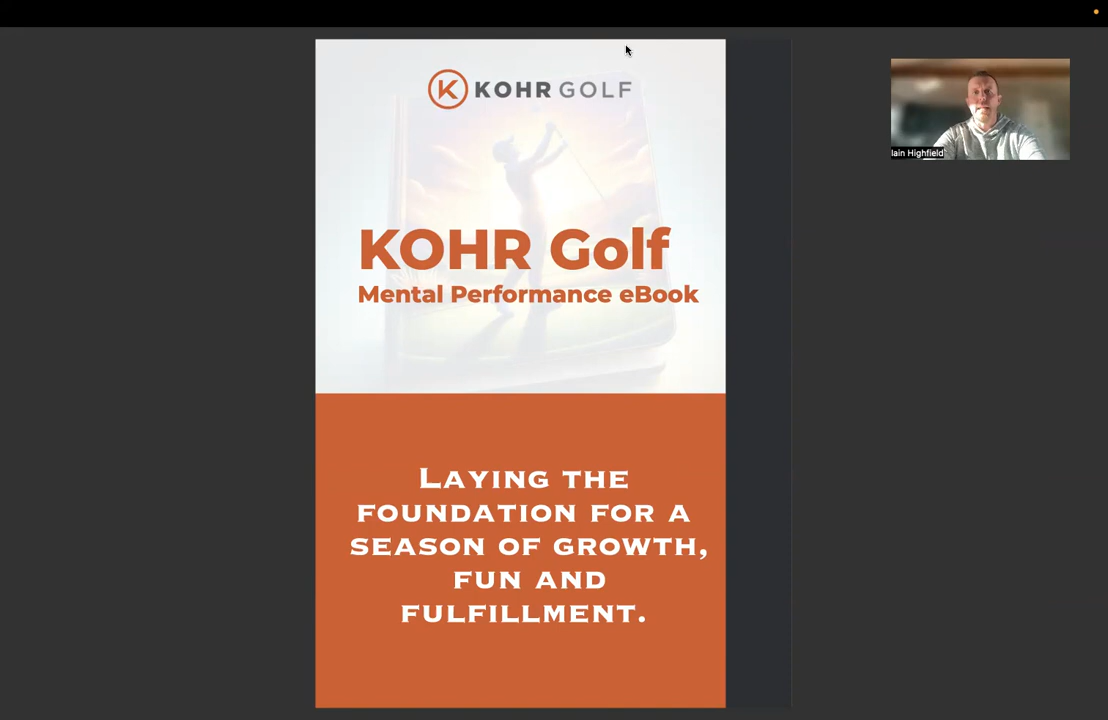 KOHR GOLF
KOHR Golf
Mental Performance eBook
LAYING THE
FOUNDATION FOR A
SEASON OF GROWTH,
FUN AND
FULFILLMENT.
Iain Highfield